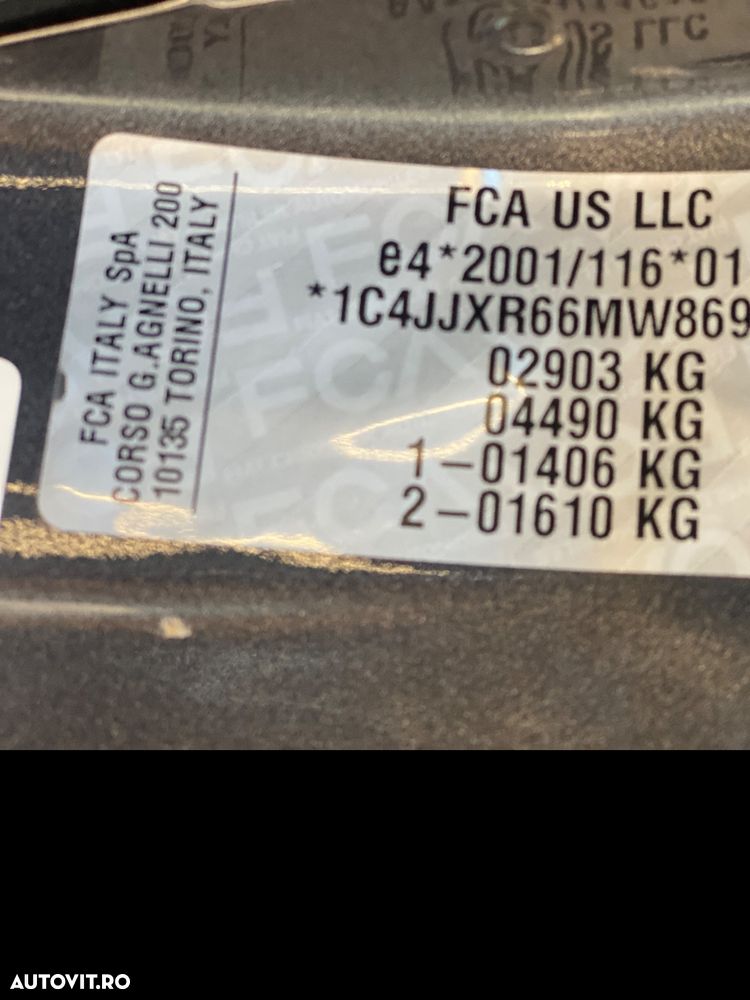 FCA ITALY SpA
CORSO G.AGNELLI 200
10135 TORINO, ITALY
FCA US LLC
e4*2001/116*01
*1C4JJXR66MW869
02903 KG
04490 KG
1-01406 KG
2-01610 KG
AUTOVIT.RO